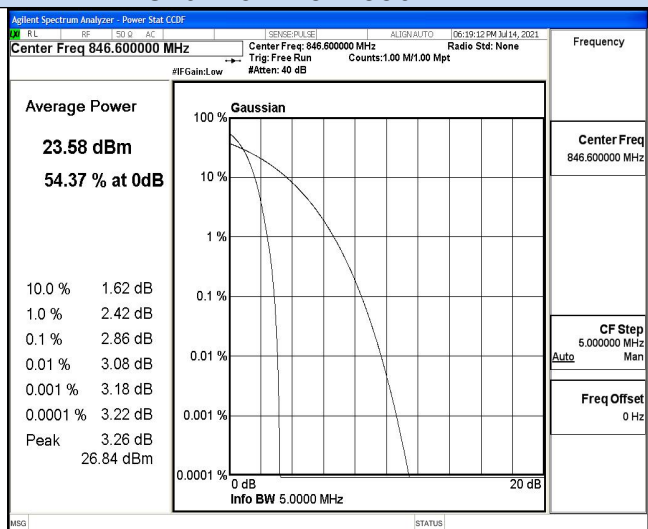 Agilent Spectrum Analyzer - Power Stat CCDF
LXI RL RF 50 Ω AC SENSE:PULSE ALIGNAUTO 06:19:12 PM Jul 14, 2021
Center Freq 846.600000 MHz
Center Freq: 846.600000 MHz Radio Std: None
Trig: Free Run Counts:1.00 M/1.00 Mpt
#IFGain:Low #Atten: 40 dB
Frequency
Average Power
23.58 dBm
54.37 % at 0dB
10.0 % 1.62 dB
1.0 % 2.42 dB
0.1 % 2.86 dB
0.01 % 3.08 dB
0.001 % 3.18 dB
0.0001 % 3.22 dB
Peak 3.26 dB
26.84 dBm
Gaussian
100 %
10 %
1 %
0.1 %
0.01 %
0.001 %
0.0001 %
0 dB 20 dB
Info BW 5.0000 MHz
Center Freq
846.600000 MHz
CF Step
5.000000 MHz
Auto Man
Freq Offset
0 Hz
MSG STATUS